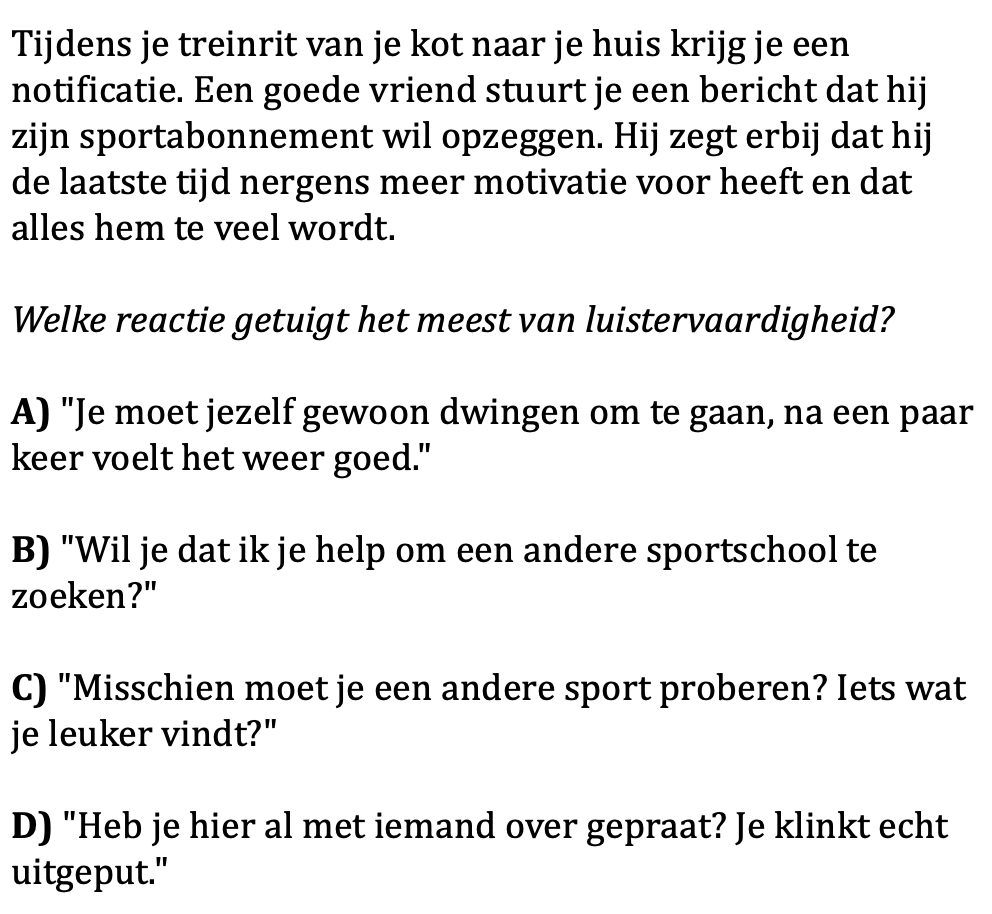 Tijdens je treinrit van je kot naar je huis krijg je een
notificatie. Een goede vriend stuurt je een bericht dat hij
zijn sportabonnement wil opzeggen. Hij zegt erbij dat hij
de laatste tijd nergens meer motivatie voor heeft en dat
alles hem te veel wordt.
Welke reactie getuigt het meest van luistervaardigheid?
A) "Je moet jezelf gewoon dwingen om te gaan, na een paar
keer voelt het weer goed."
B) "Wil je dat ik je help om een andere sportschool te
zoeken?"
C) "Misschien moet je een andere sport proberen? Iets wat
je leuker vindt?"
D) "Heb je hier al met iemand over gepraat? Je klinkt echt
uitgeput."